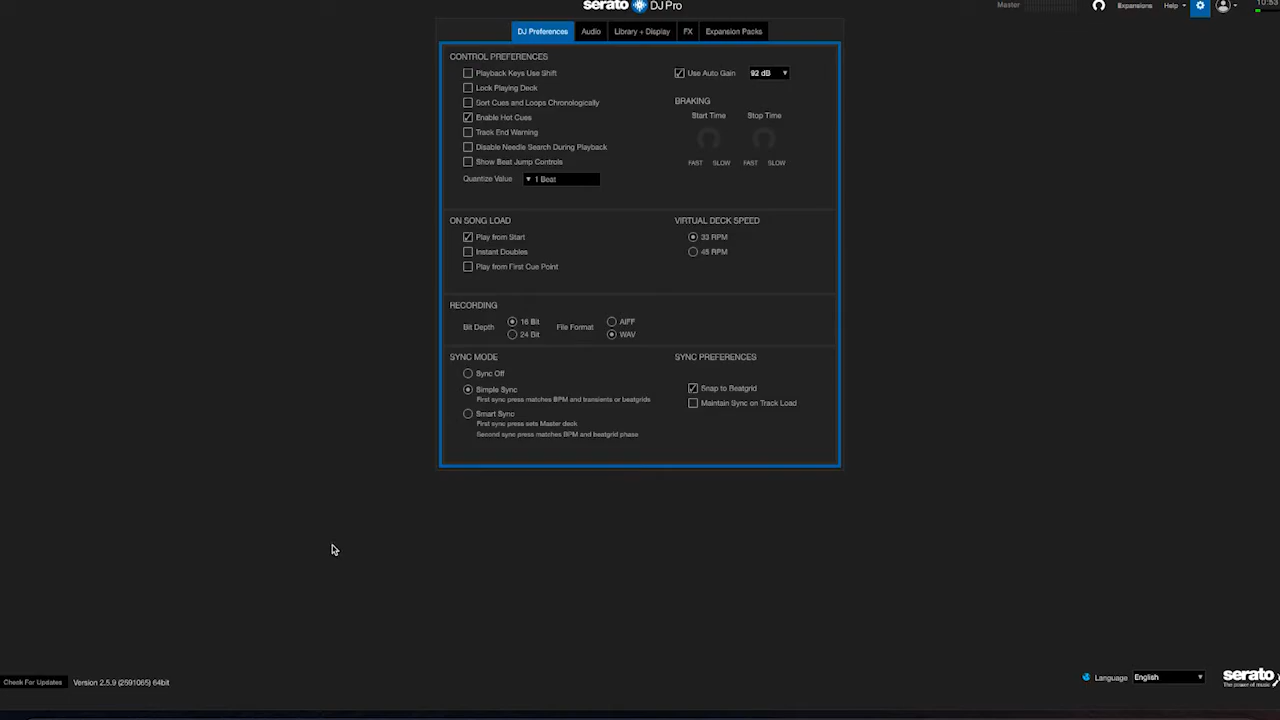 serato DJ Pro
Master
Expansions
Help
10:53
DJ Preferences
Audio
Library + Display
FX
Expansion Packs
CONTROL PREFERENCES
Playback Keys Use Shift
Lock Playing Deck
Sort Cues and Loops Chronologically
Enable Hot Cues
Track End Warning
Disable Needle Search During Playback
Show Beat Jump Controls
Quantize Value
1 Beat
Use Auto Gain
92 dB
BRAKING
Start Time
Stop Time
FAST SLOW
FAST SLOW
ON SONG LOAD
Play from Start
Instant Doubles
Play from First Cue Point
VIRTUAL DECK SPEED
33 RPM
45 RPM
RECORDING
Bit Depth
16 Bit
24 Bit
File Format
AIFF
WAV
SYNC MODE
Sync Off
Simple Sync
First sync press matches BPM and transients or beatgrids
Smart Sync
First sync press sets Master deck
Second sync press matches BPM and beatgrid phase
SYNC PREFERENCES
Snap to Beatgrid
Maintain Sync on Track Load
Check For Updates
Version 2.5.9 (2591065) 64bit
Language
English
serato
The power of music